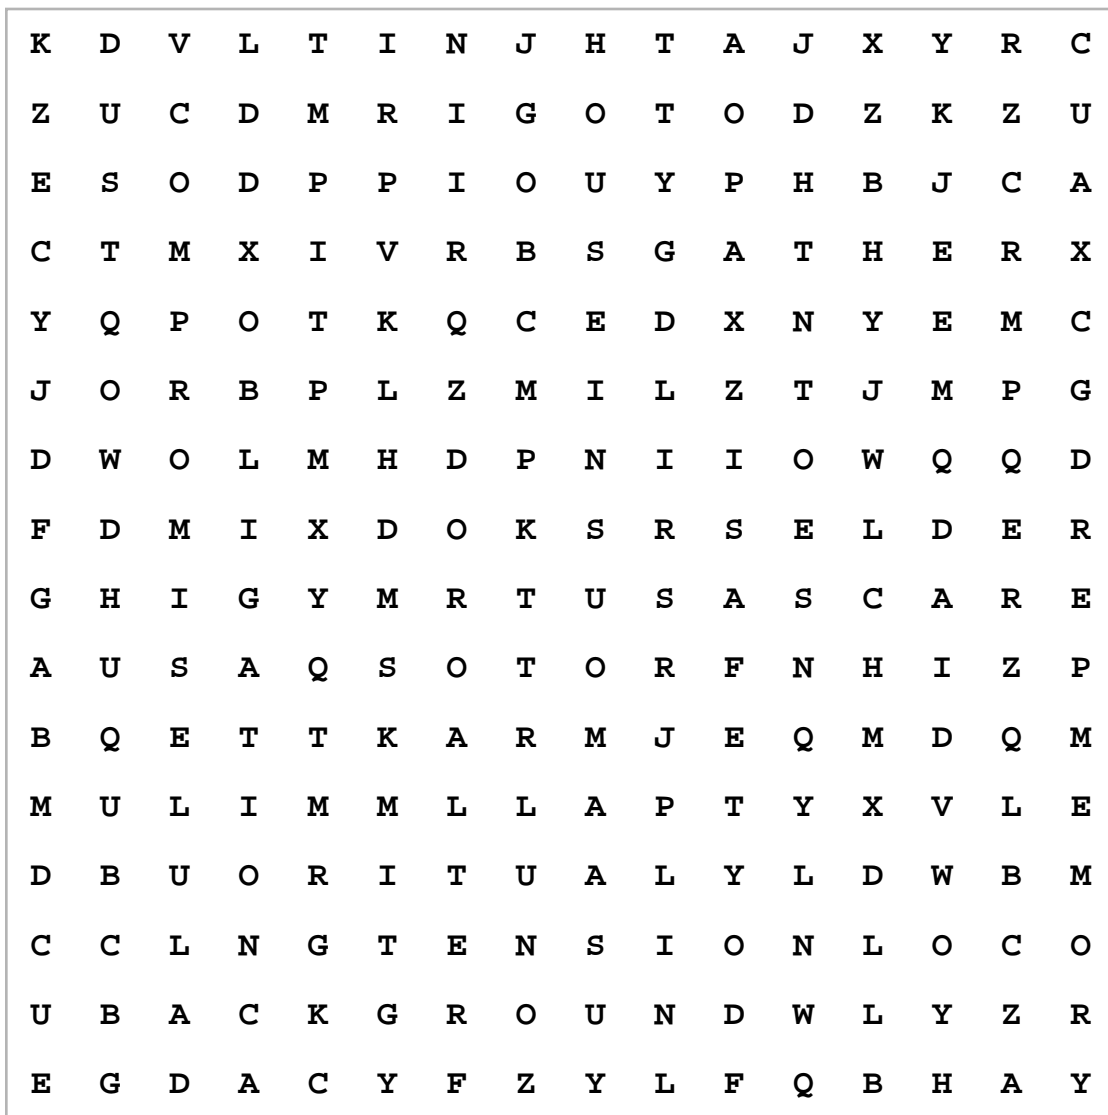 K D V L T I N J H T A J X Y R C
Z U C D M R I G O T O D Z K Z U
E S O D P P I O U Y P H B J C A
C T M X I V R B S G A T H E R X
Y Q P O T K Q C E D X N Y E M C
J O R B P L Z M I L Z T J M P G
D W O L M H D P N I I O W Q Q D
F D M I X D O K S R S E L D E R
G H I G Y M R T U S A S C A R E
A U S A Q S O T O R F N H I Z P
B Q E T T K A R M J E Q M D Q M
M U L I M M L L A P T Y X V L E
D B U O R I T U A L Y L D W B M
C C L N G T E N S I O N L O C O
U B A C K G R O U N D W L Y Z R
E G D A C Y F Z Y L F Q B H A Y